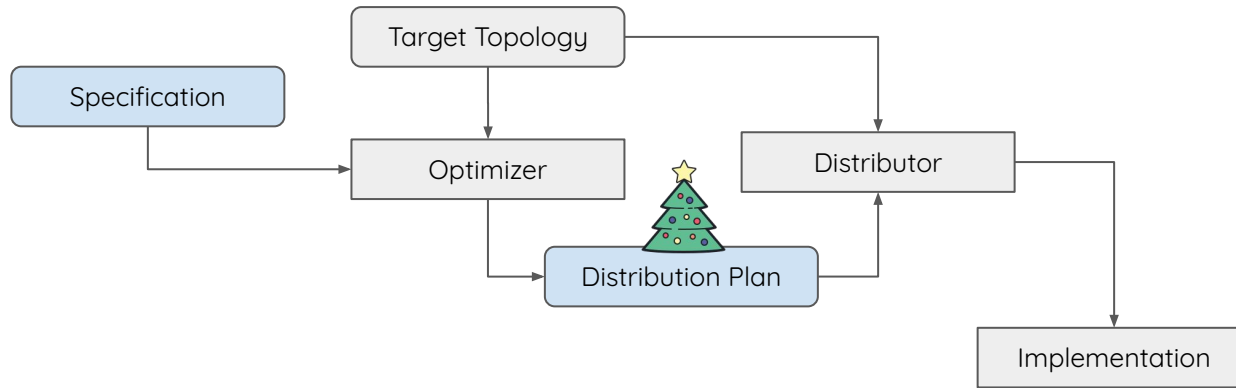 Target Topology
Specification
Optimizer
Distributor
Distribution Plan
Implementation